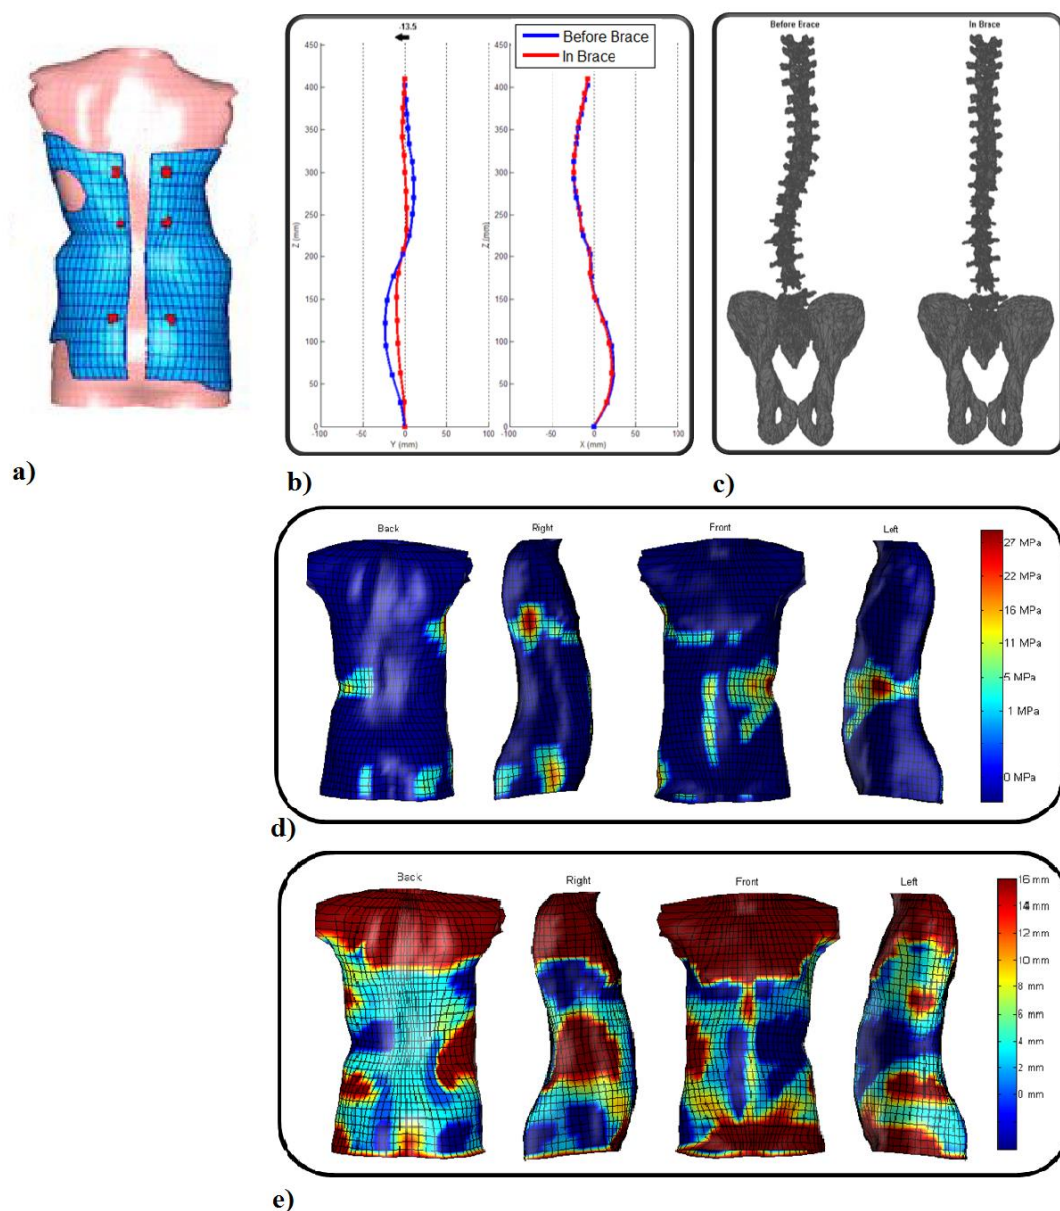 -13.5
Before Brace
In Brace
450
400
350
300
250
200
150
100
50
0
Z (mm)
-100
-50
0
50
100
Y (mm)
450
400
350
300
250
200
150
100
50
0
Z (mm)
-100
-50
0
50
100
X (mm)
Before Brace
In Brace
a)
b)
c)
Back
Right
Front
Left
27 MPa
22 MPa
16 MPa
11 MPa
5 MPa
1 MPa
0 MPa
d)
Back
Right
Front
Left
16 mm
14 mm
12 mm
10 mm
8 mm
6 mm
4 mm
2 mm
0 mm
e)